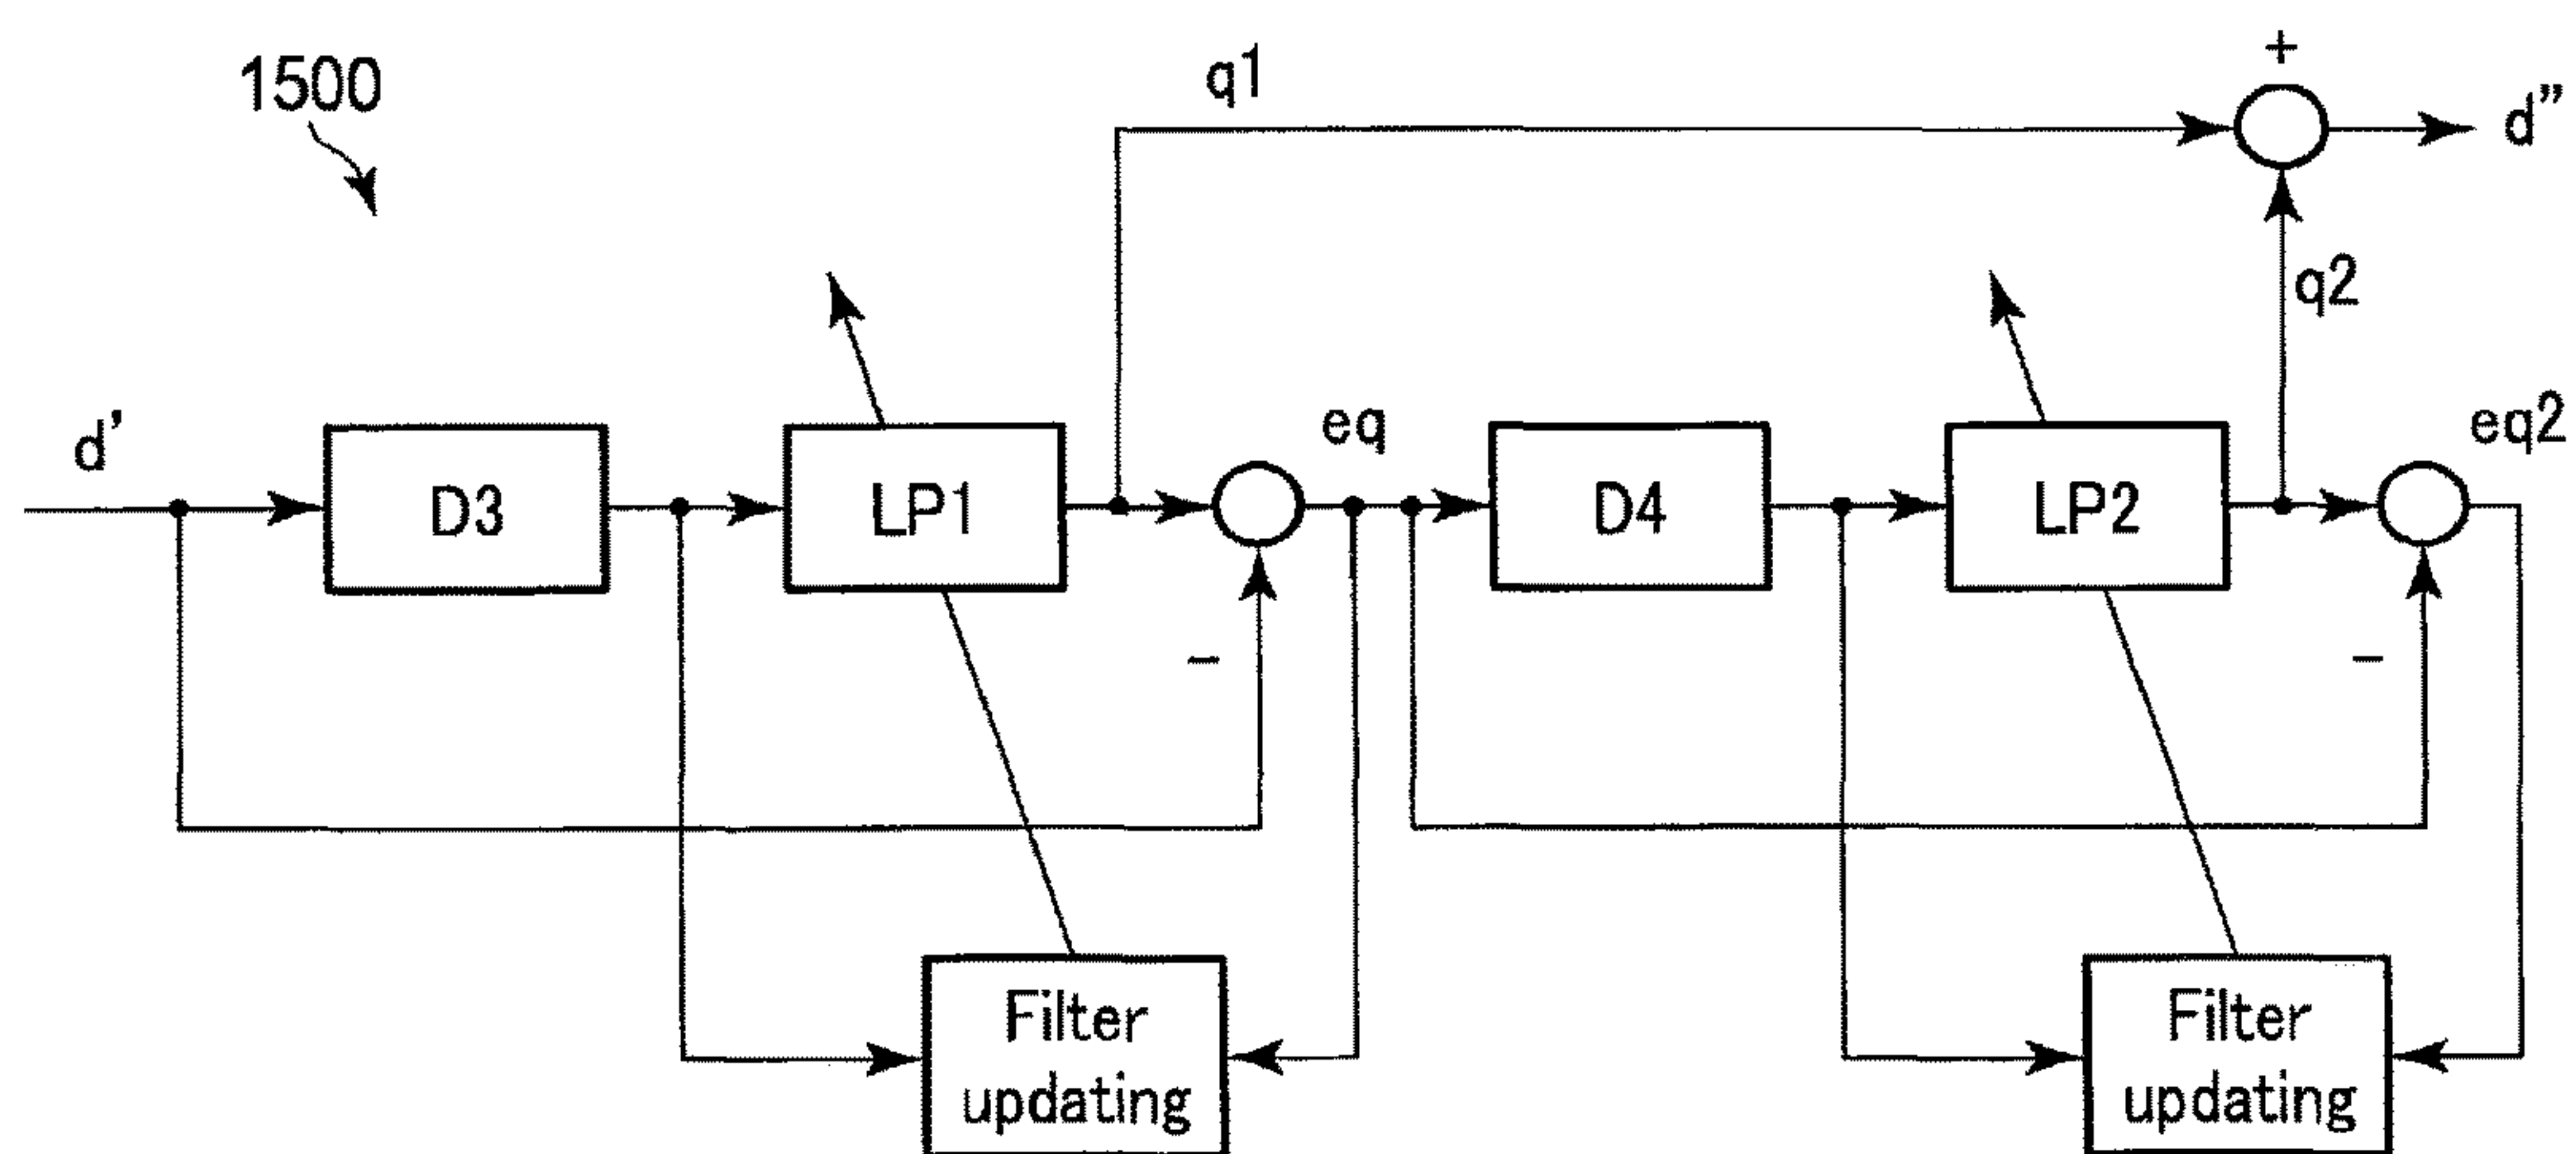 1500
q1
+
d”
q2
d’
D3
LP1
eq
D4
LP2
eq2
-
-
Filter
updating
Filter
updating